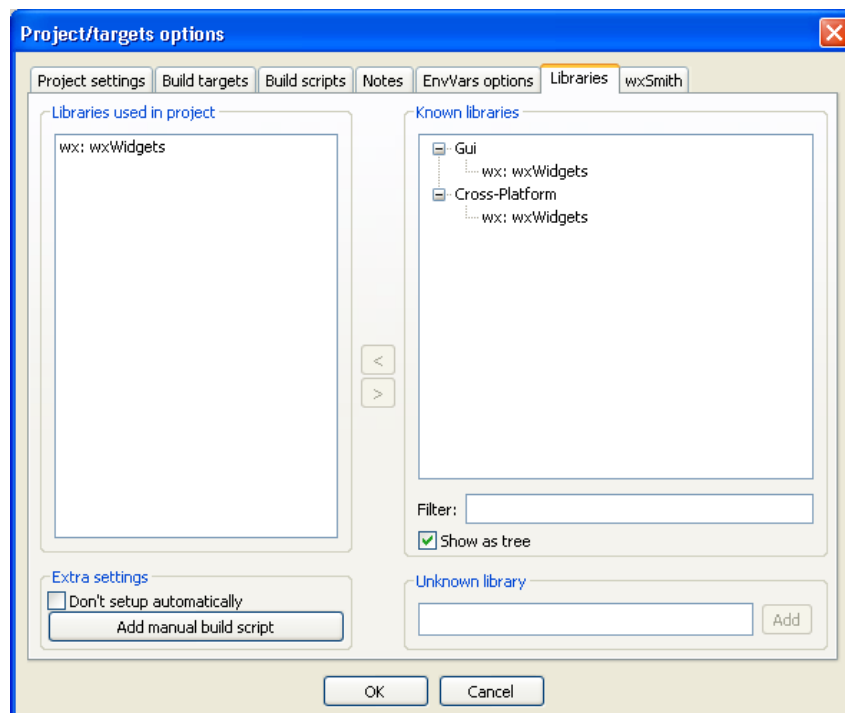 Project/targets options
Project settings Build targets Build scripts Notes EnvVars options Libraries wxSmith
Libraries used in project
wx: wxWidgets
Known libraries
Gui
wx: wxWidgets
Cross-Platform
wx: wxWidgets
<
>
Filter:
Show as tree
Extra settings
Don't setup automatically
Add manual build script
Unknown library
Add
OK
Cancel